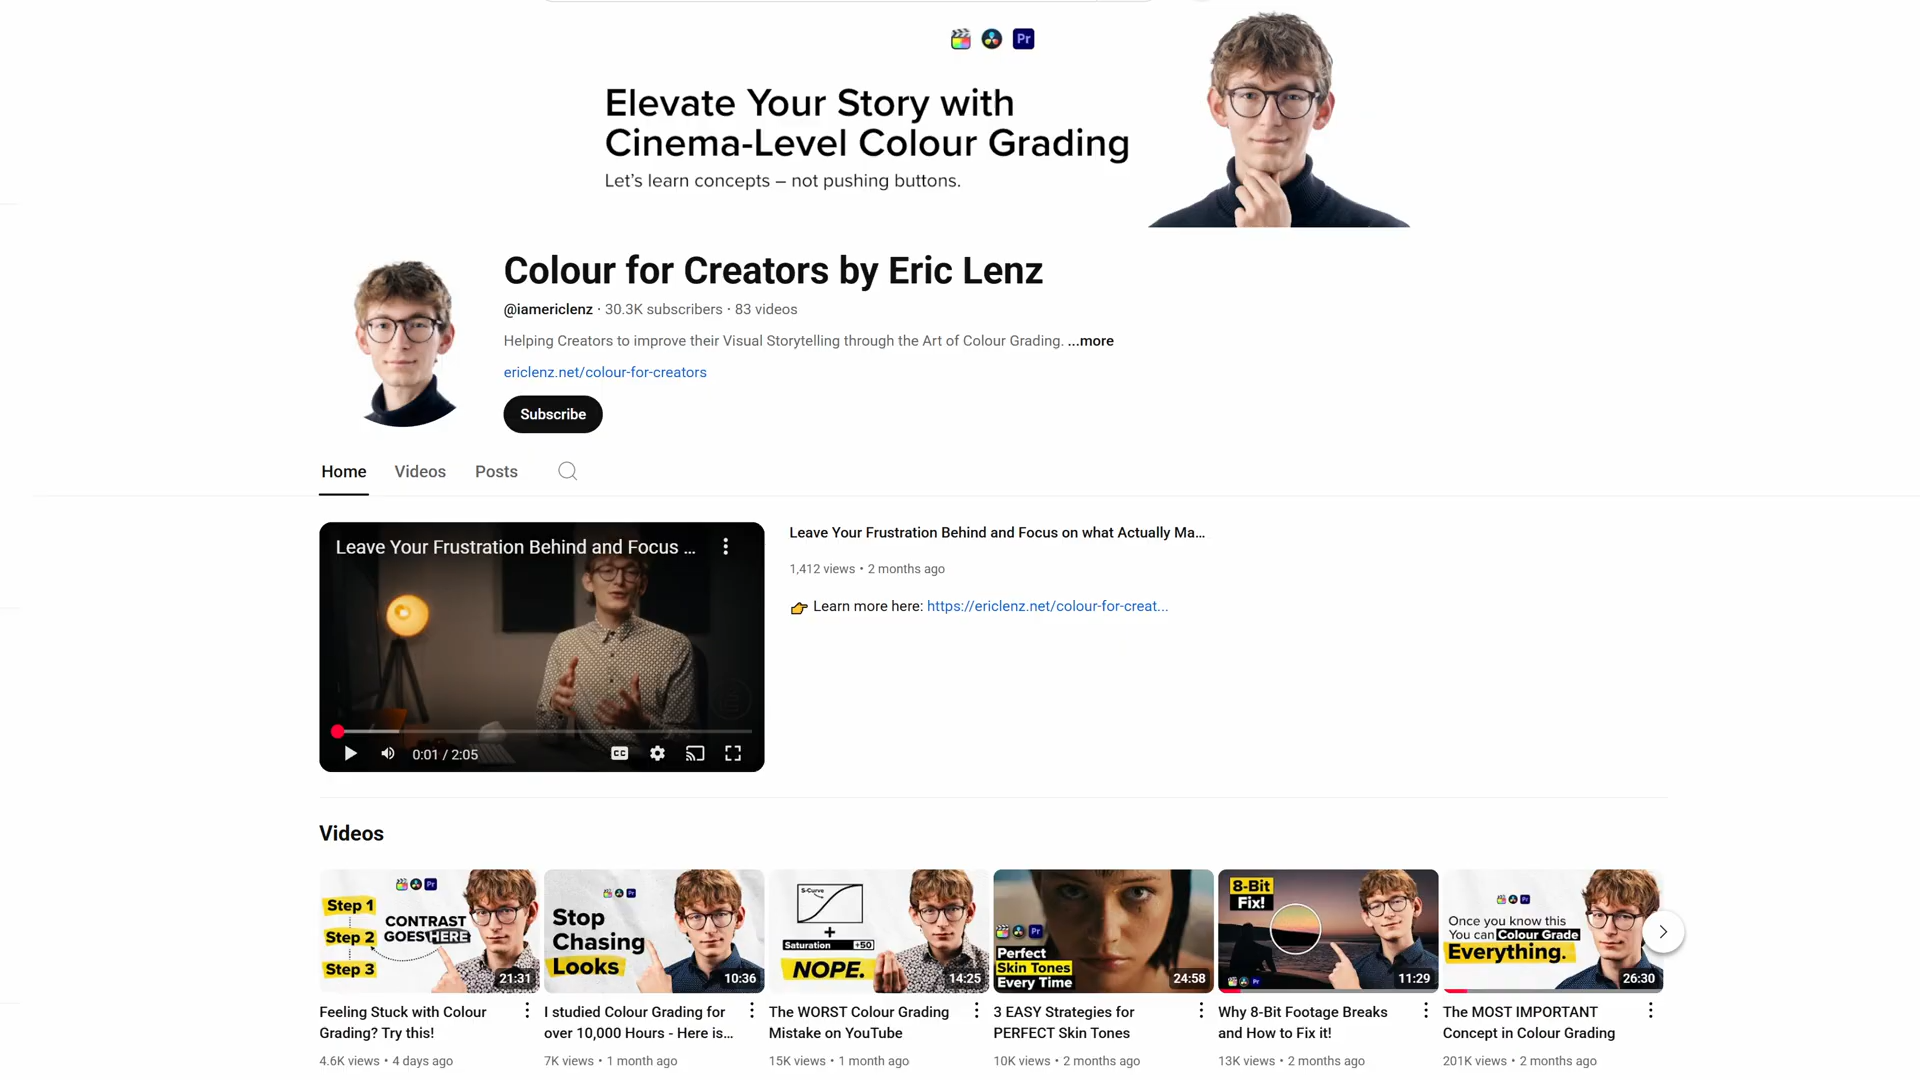 Pr
Elevate Your Story with
Cinema-Level Colour Grading
Let's learn concepts – not pushing buttons.
Colour for Creators by Eric Lenz
@iamericlenz · 30.3K subscribers · 83 videos
Helping Creators to improve their Visual Storytelling through the Art of Colour Grading. ...more
ericlenz.net/colour-for-creators
Subscribe
Home Videos Posts
Leave Your Frustration Behind and Focus ...
CC
0:01 / 2:05
Leave Your Frustration Behind and Focus on what Actually Ma...
1,412 views • 2 months ago
👉 Learn more here: https://ericlenz.net/colour-for-creat...
Videos
Pr
Step 1
Step 2
Step 3
CONTRAST
GOES HERE
21:31
Feeling Stuck with Colour
Grading? Try this!
4.6K views • 4 days ago
Pr
Stop
Chasing
Looks
10:36
I studied Colour Grading for
over 10,000 Hours - Here is...
7K views • 1 month ago
S-Curve
+
Saturation +50
NOPE.
14:25
The WORST Colour Grading
Mistake on YouTube
15K views • 1 month ago
Pr
Perfect
Skin Tones
Every Time
24:58
3 EASY Strategies for
PERFECT Skin Tones
10K views • 2 months ago
8-Bit
Fix!
Pr
11:29
Why 8-Bit Footage Breaks
and How to Fix it!
13K views • 2 months ago
Pr
Once you know this
You can Colour Grade
Everything.
26:30
The MOST IMPORTANT
Concept in Colour Grading
201K views • 2 months ago